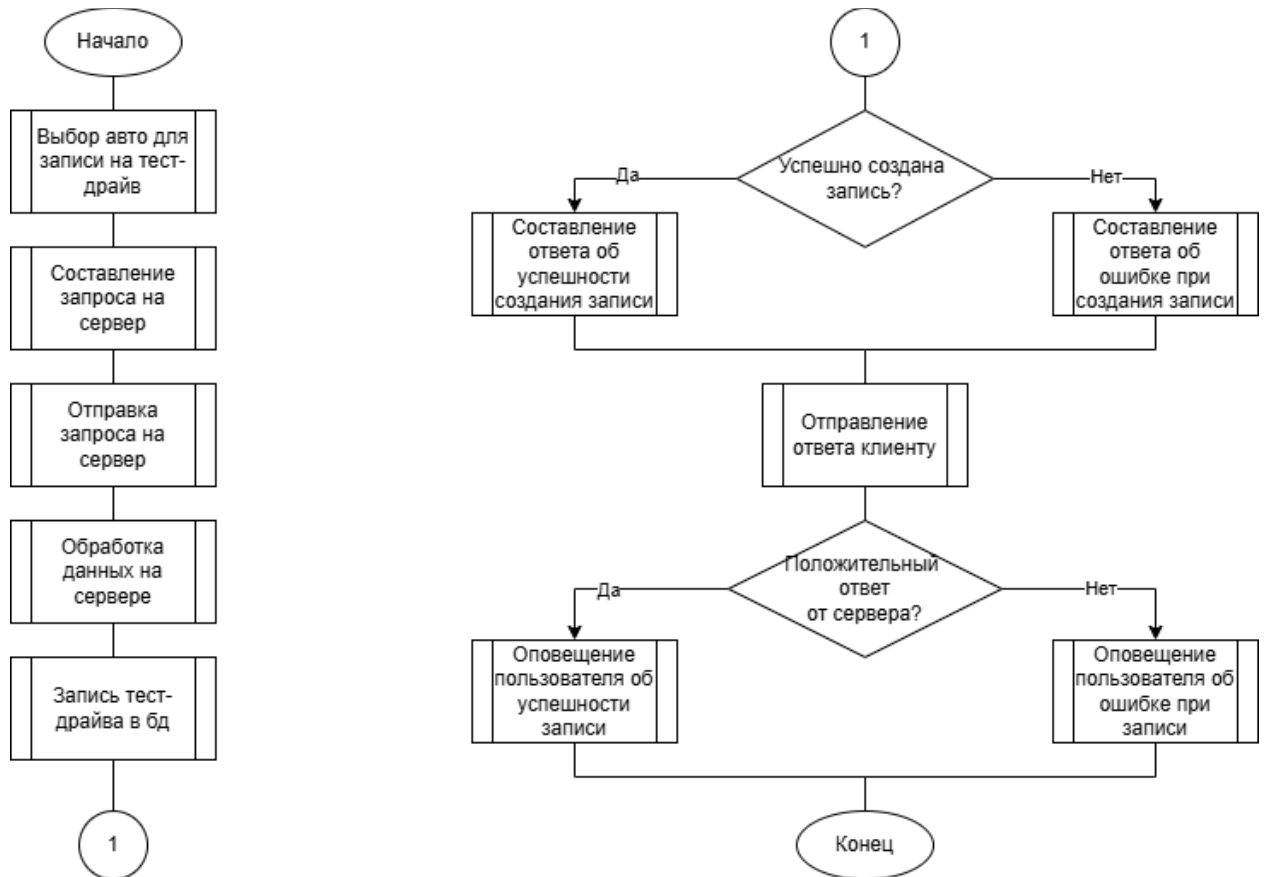 Начало
Выбор авто для
записи на тест-
драйв
Составление
запроса на
сервер
Отправка
запроса на
сервер
Обработка
данных на
сервере
Запись тест-
драйва в бд
1
1
Успешно создана
запись?
Да
Нет
Составление
ответа об
успешности
создания записи
Составление
ответа об
ошибке при
создания записи
Отправление
ответа клиенту
Положительный
ответ
от сервера?
Да
Нет
Оповещение
пользователя об
успешности
записи
Оповещение
пользователя об
ошибке при
записи
Конец